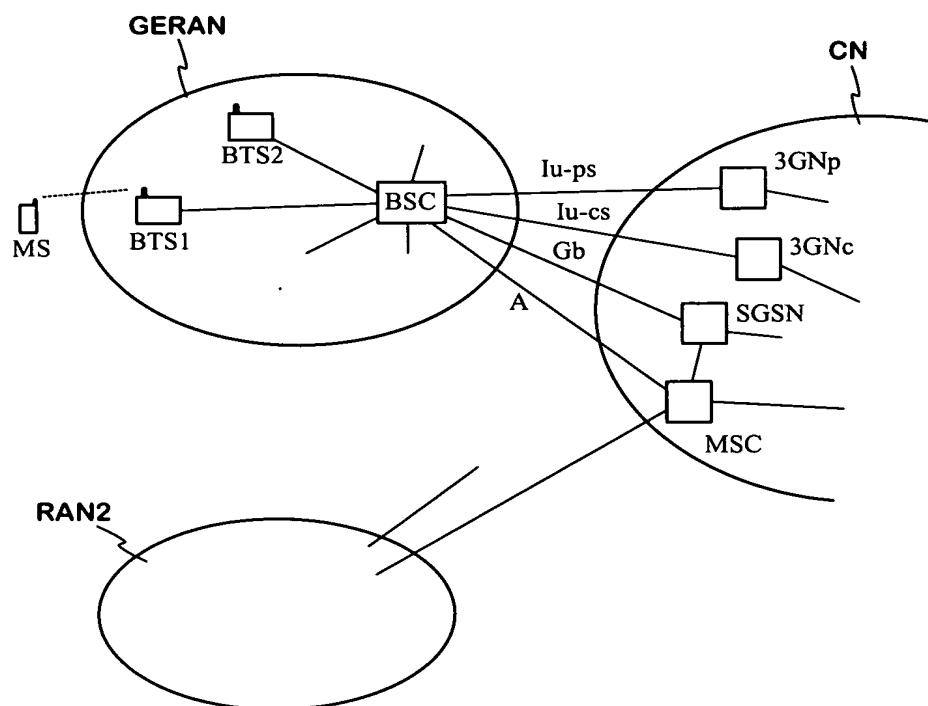 GERAN
CN
BTS2
3GNp
Iu-ps
BSC
Iu-cs
MS
BTS1
3GNc
Gb
A
SGSN
MSC
RAN2